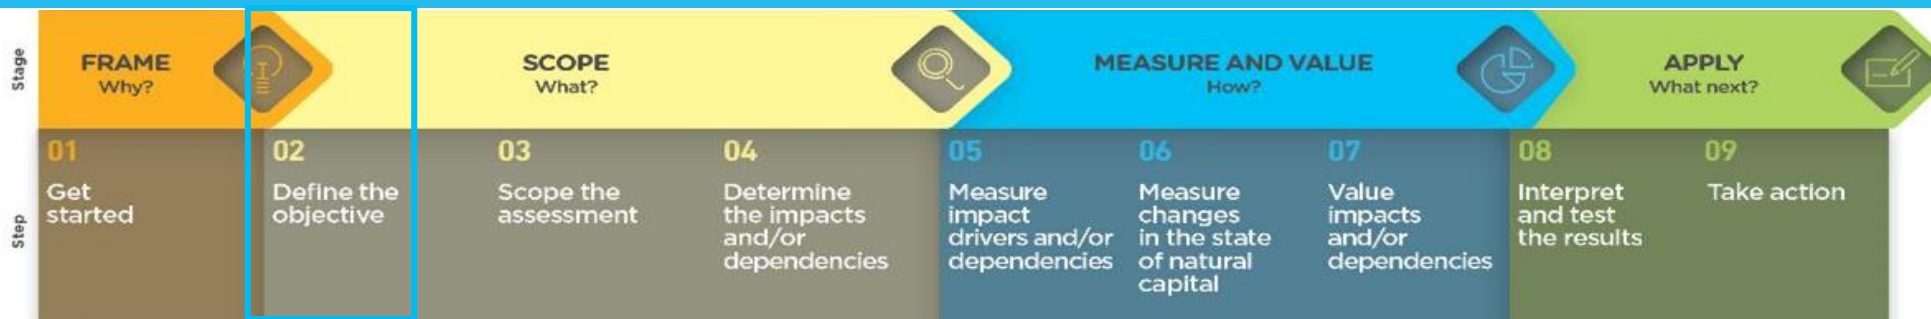 Stage
FRAME
Why?
SCOPE
What?
MEASURE AND VALUE
How?
APPLY
What next?
Step
01
Get
started
02
Define the
objective
03
Scope the
assessment
04
Determine
the impacts
and/or
dependencies
05
Measure
impact
drivers and/or
dependencies
06
Measure
changes
in the state
of natural
capital
07
Value
impacts
and/or
dependencies
08
Interpret
and test
the results
09
Take action